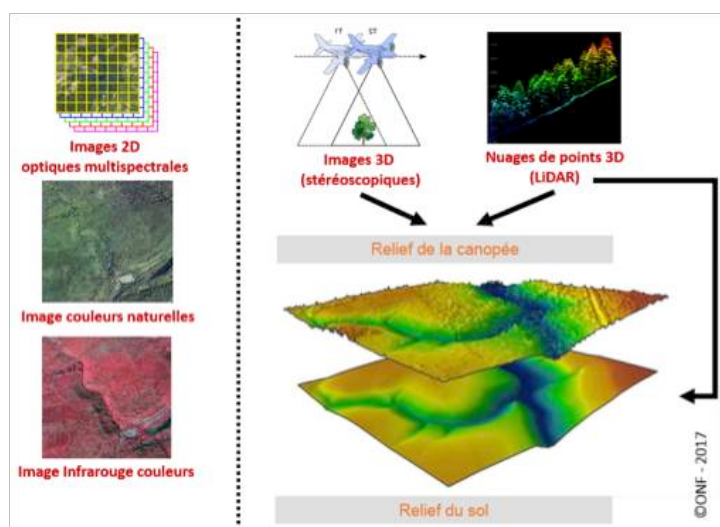 Images 2D
optiques multispectrales
Image couleurs naturelles
Image Infrarouge couleurs
Images 3D
(stéréoscopiques)
Nuages de points 3D
(LiDAR)
Relief de la canopée
Relief du sol
©ONF - 2017